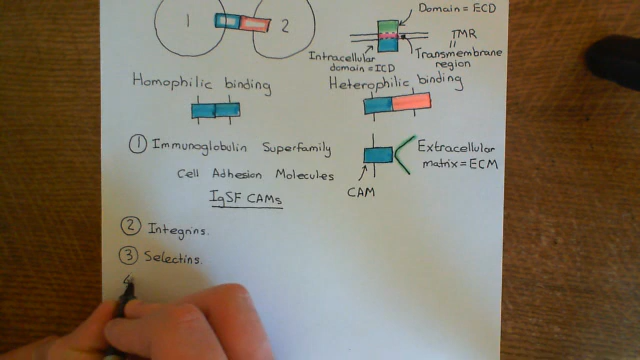 1
2
Domain = ECD
TMR
=
Transmembrane
region
Intracellular
domain = ICD
Homophilic binding
Heterophilic binding
1 Immunoglobulin Superfamily
Cell Adhesion Molecules
IgSF CAMs
Extracellular
matrix = ECM
CAM
2 Integrins.
3 Selectins.